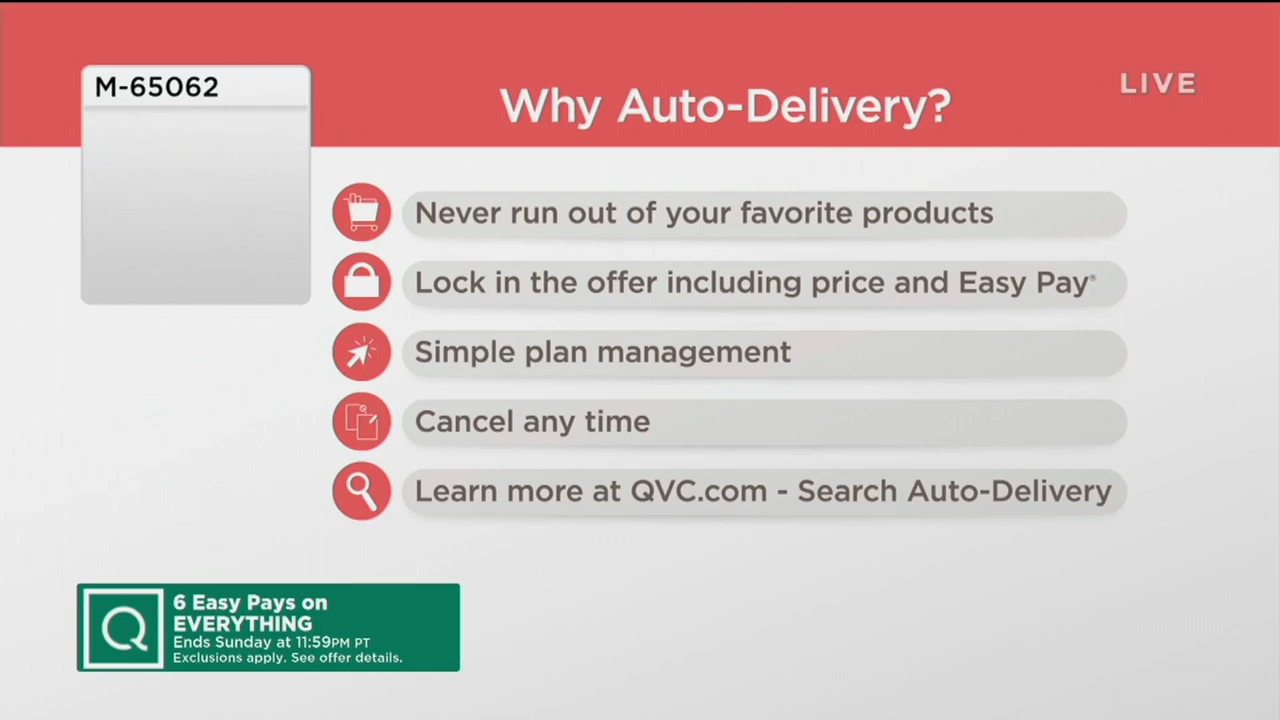 M-65062
Why Auto-Delivery?
LIVE
Never run out of your favorite products
Lock in the offer including price and Easy Pay®
Simple plan management
Cancel any time
Learn more at QVC.com - Search Auto-Delivery
Q
6 Easy Pays on
EVERYTHING
Ends Sunday at 11:59PM PT
Exclusions apply. See offer details.